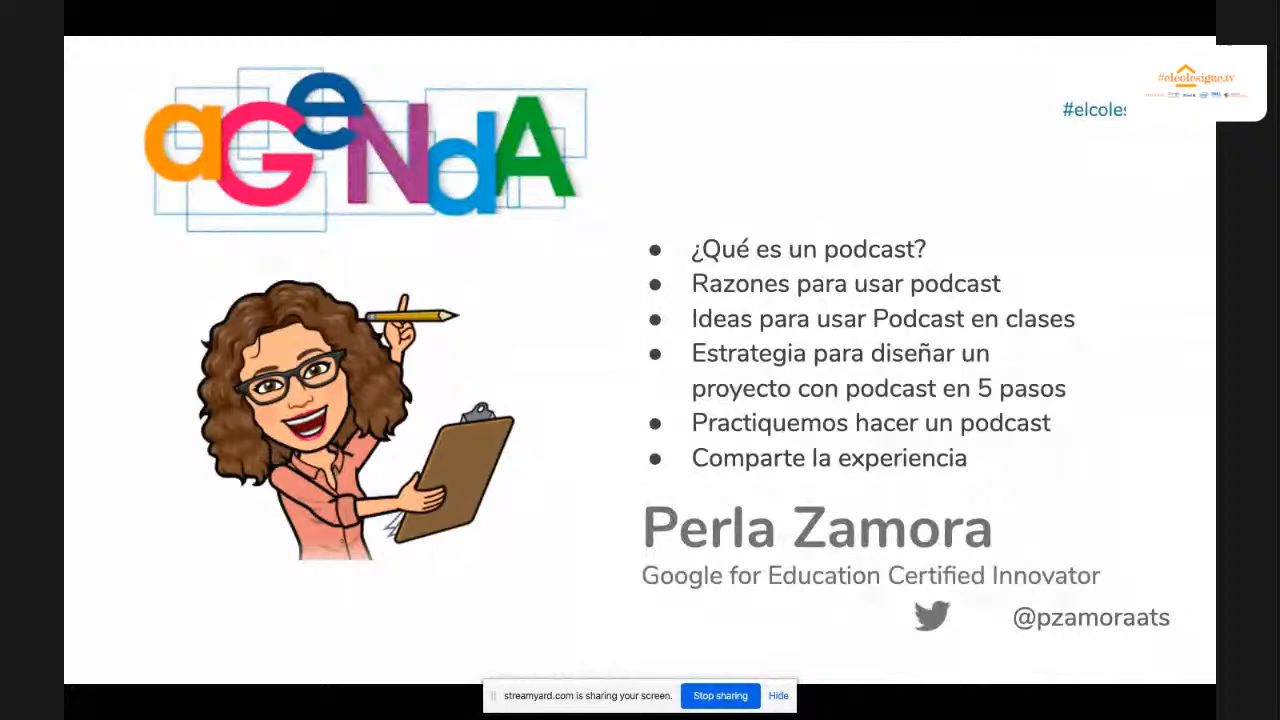 aGeNdA
#elcolesigue.tv
#elcoles
● ¿Qué es un podcast?
● Razones para usar podcast
● Ideas para usar Podcast en clases
● Estrategia para diseñar un
proyecto con podcast en 5 pasos
● Practiquemos hacer un podcast
● Comparte la experiencia
Perla Zamora
Google for Education Certified Innovator
@pzamoraats
streamyard.com is sharing your screen. Stop sharing Hide